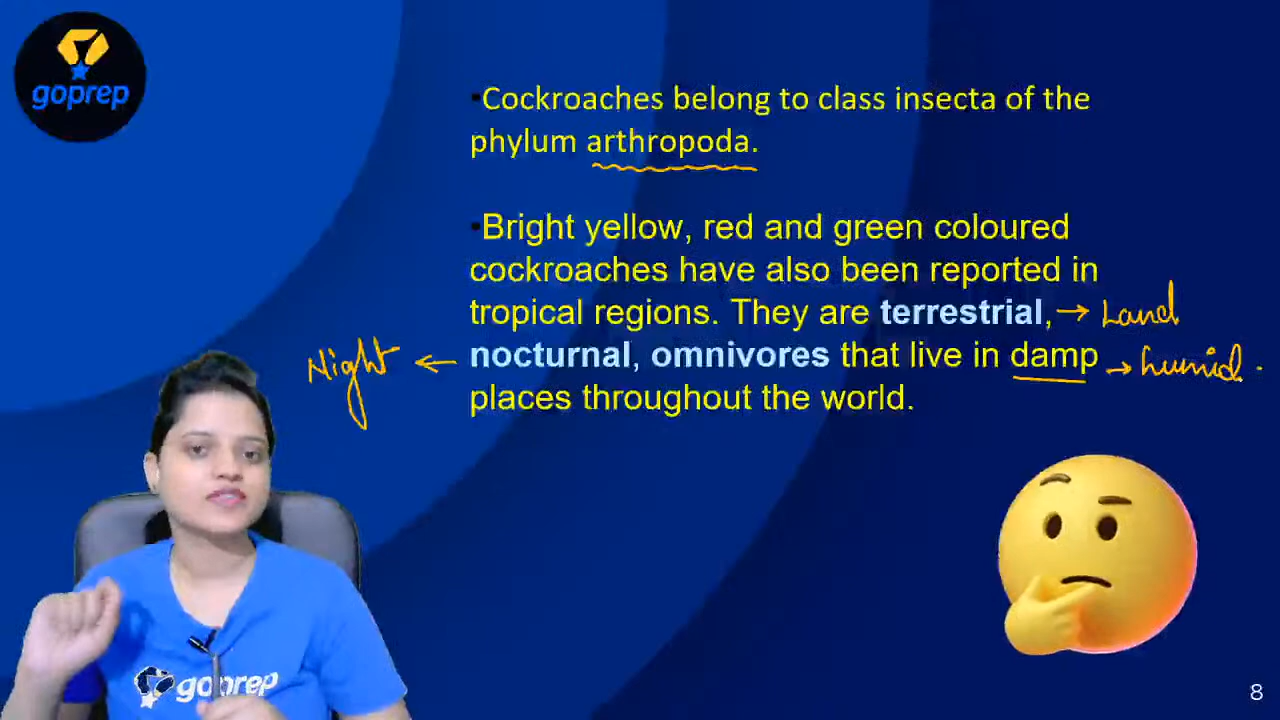 goprep
•Cockroaches belong to class insecta of the
phylum arthropoda.
•Bright yellow, red and green coloured
cockroaches have also been reported in
tropical regions. They are terrestrial, → Land
Night ← nocturnal, omnivores that live in damp → humid.
places throughout the world.
goprep
8